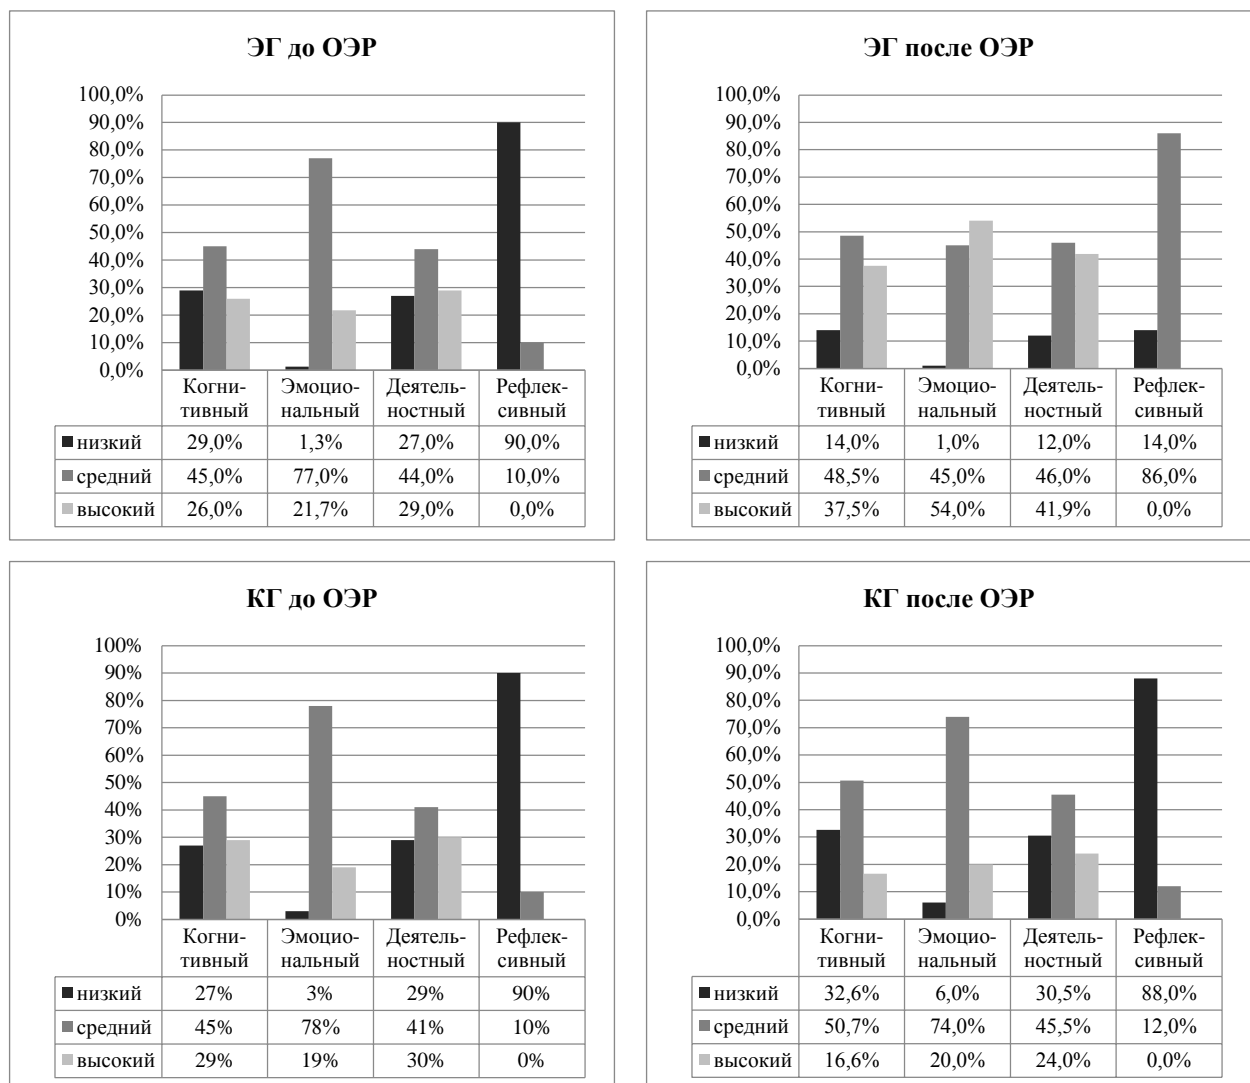 ЭГ до ОЭР
100,0%
90,0%
80,0%
70,0%
60,0%
50,0%
40,0%
30,0%
20,0%
10,0%
0,0%
Когни- Эмоцио- Деятель- Рефлек-
тивный нальный ностный сивный
низкий 29,0% 1,3% 27,0% 90,0%
средний 45,0% 77,0% 44,0% 10,0%
высокий 26,0% 21,7% 29,0% 0,0%
ЭГ после ОЭР
100,0%
90,0%
80,0%
70,0%
60,0%
50,0%
40,0%
30,0%
20,0%
10,0%
0,0%
Когни- Эмоцио- Деятель- Рефлек-
тивный нальный ностный сивный
низкий 14,0% 1,0% 12,0% 14,0%
средний 48,5% 45,0% 46,0% 86,0%
высокий 37,5% 54,0% 41,9% 0,0%
КГ до ОЭР
100%
90%
80%
70%
60%
50%
40%
30%
20%
10%
0%
Когни- Эмоцио- Деятель- Рефлек-
тивный нальный ностный сивный
низкий 27% 3% 29% 90%
средний 45% 78% 41% 10%
высокий 29% 19% 30% 0%
КГ после ОЭР
100,0%
90,0%
80,0%
70,0%
60,0%
50,0%
40,0%
30,0%
20,0%
10,0%
0,0%
Когни- Эмоцио- Деятель- Рефлек-
тивный нальный ностный сивный
низкий 32,6% 6,0% 30,5% 88,0%
средний 50,7% 74,0% 45,5% 12,0%
высокий 16,6% 20,0% 24,0% 0,0%